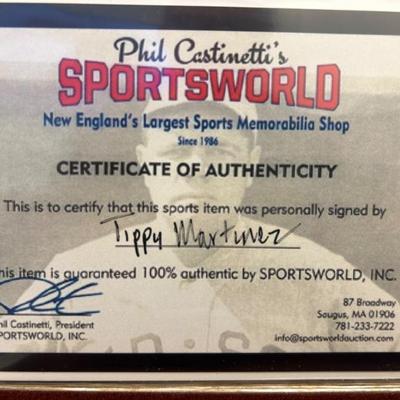 Phil Castinetti's
SPORTSWORLD
New England's Largest Sports Memorabilia Shop
Since 1986
CERTIFICATE OF AUTHENTICITY
This is to certify that this sports item was personally signed by
Tippy Martinez
his item is guaranteed 100% authentic by SPORTSWORLD, INC.
hil Castinetti, President
PORTSWORLD, INC.
87 Broadway
Saugus, MA 01906
781-233-7222
info@sportsworldauction.com